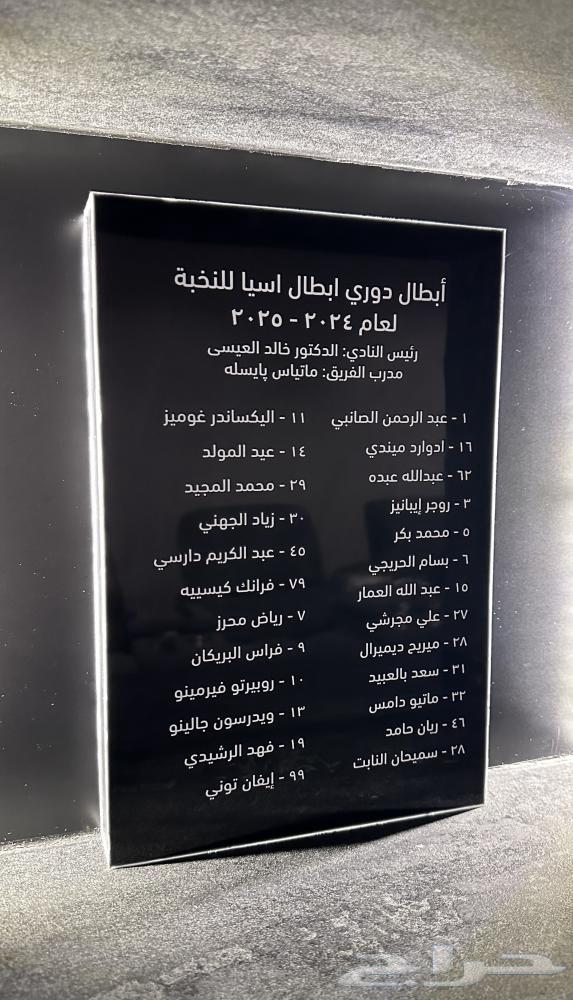 أبطال دوري ابطال اسيا للنخبة
لعام ٢٠٢٤ - ٢٠٢٥
رئيس النادي: الدكتور خالد العيسى
مدرب الفريق: ماتياس پايسله
١ - عبد الرحمن الصانبي
١٦ - ادوارد ميندي
٦٢ - عبدالله عبده
٣ - روجر إيبانيز
٥ - محمد بكر
٦ - بسام الحريجي
١٥ - عبد الله العمار
٢٧ - علي مجرشي
٢٨ - ميريح ديميرال
٣١ - سعد بالعبيد
٣٢ - ماتيو دامس
٤٦ - ريان حامد
٢٨ - سميحان النابت
١١ - اليكساندر غوميز
١٤ - عيد المولد
٢٩ - محمد المجيد
٣٠ - زياد الجهني
٤٥ - عبد الكريم دارسي
٧٩ - فرانك كيسييه
٧ - رياض محرز
٩ - فراس البريكان
١٠ - روبيرتو فيرمينو
١٣ - ويدرسون جالينو
١٩ - فهد الرشيدي
٩٩ - إيفان توني
حراج